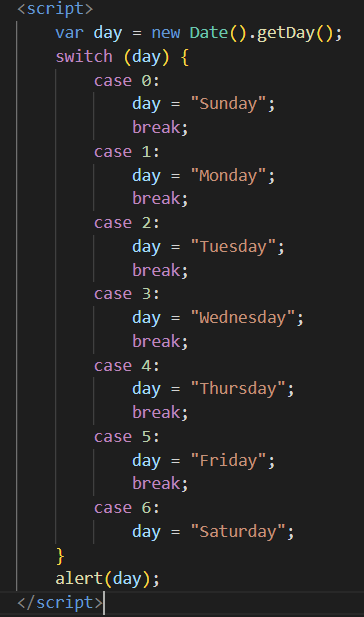 <script>
var day = new Date().getDay();
switch (day) {
case 0:
day = "Sunday";
break;
case 1:
day = "Monday";
break;
case 2:
day = "Tuesday";
break;
case 3:
day = "Wednesday";
break;
case 4:
day = "Thursday";
break;
case 5:
day = "Friday";
break;
case 6:
day = "Saturday";
}
alert(day);
</script>